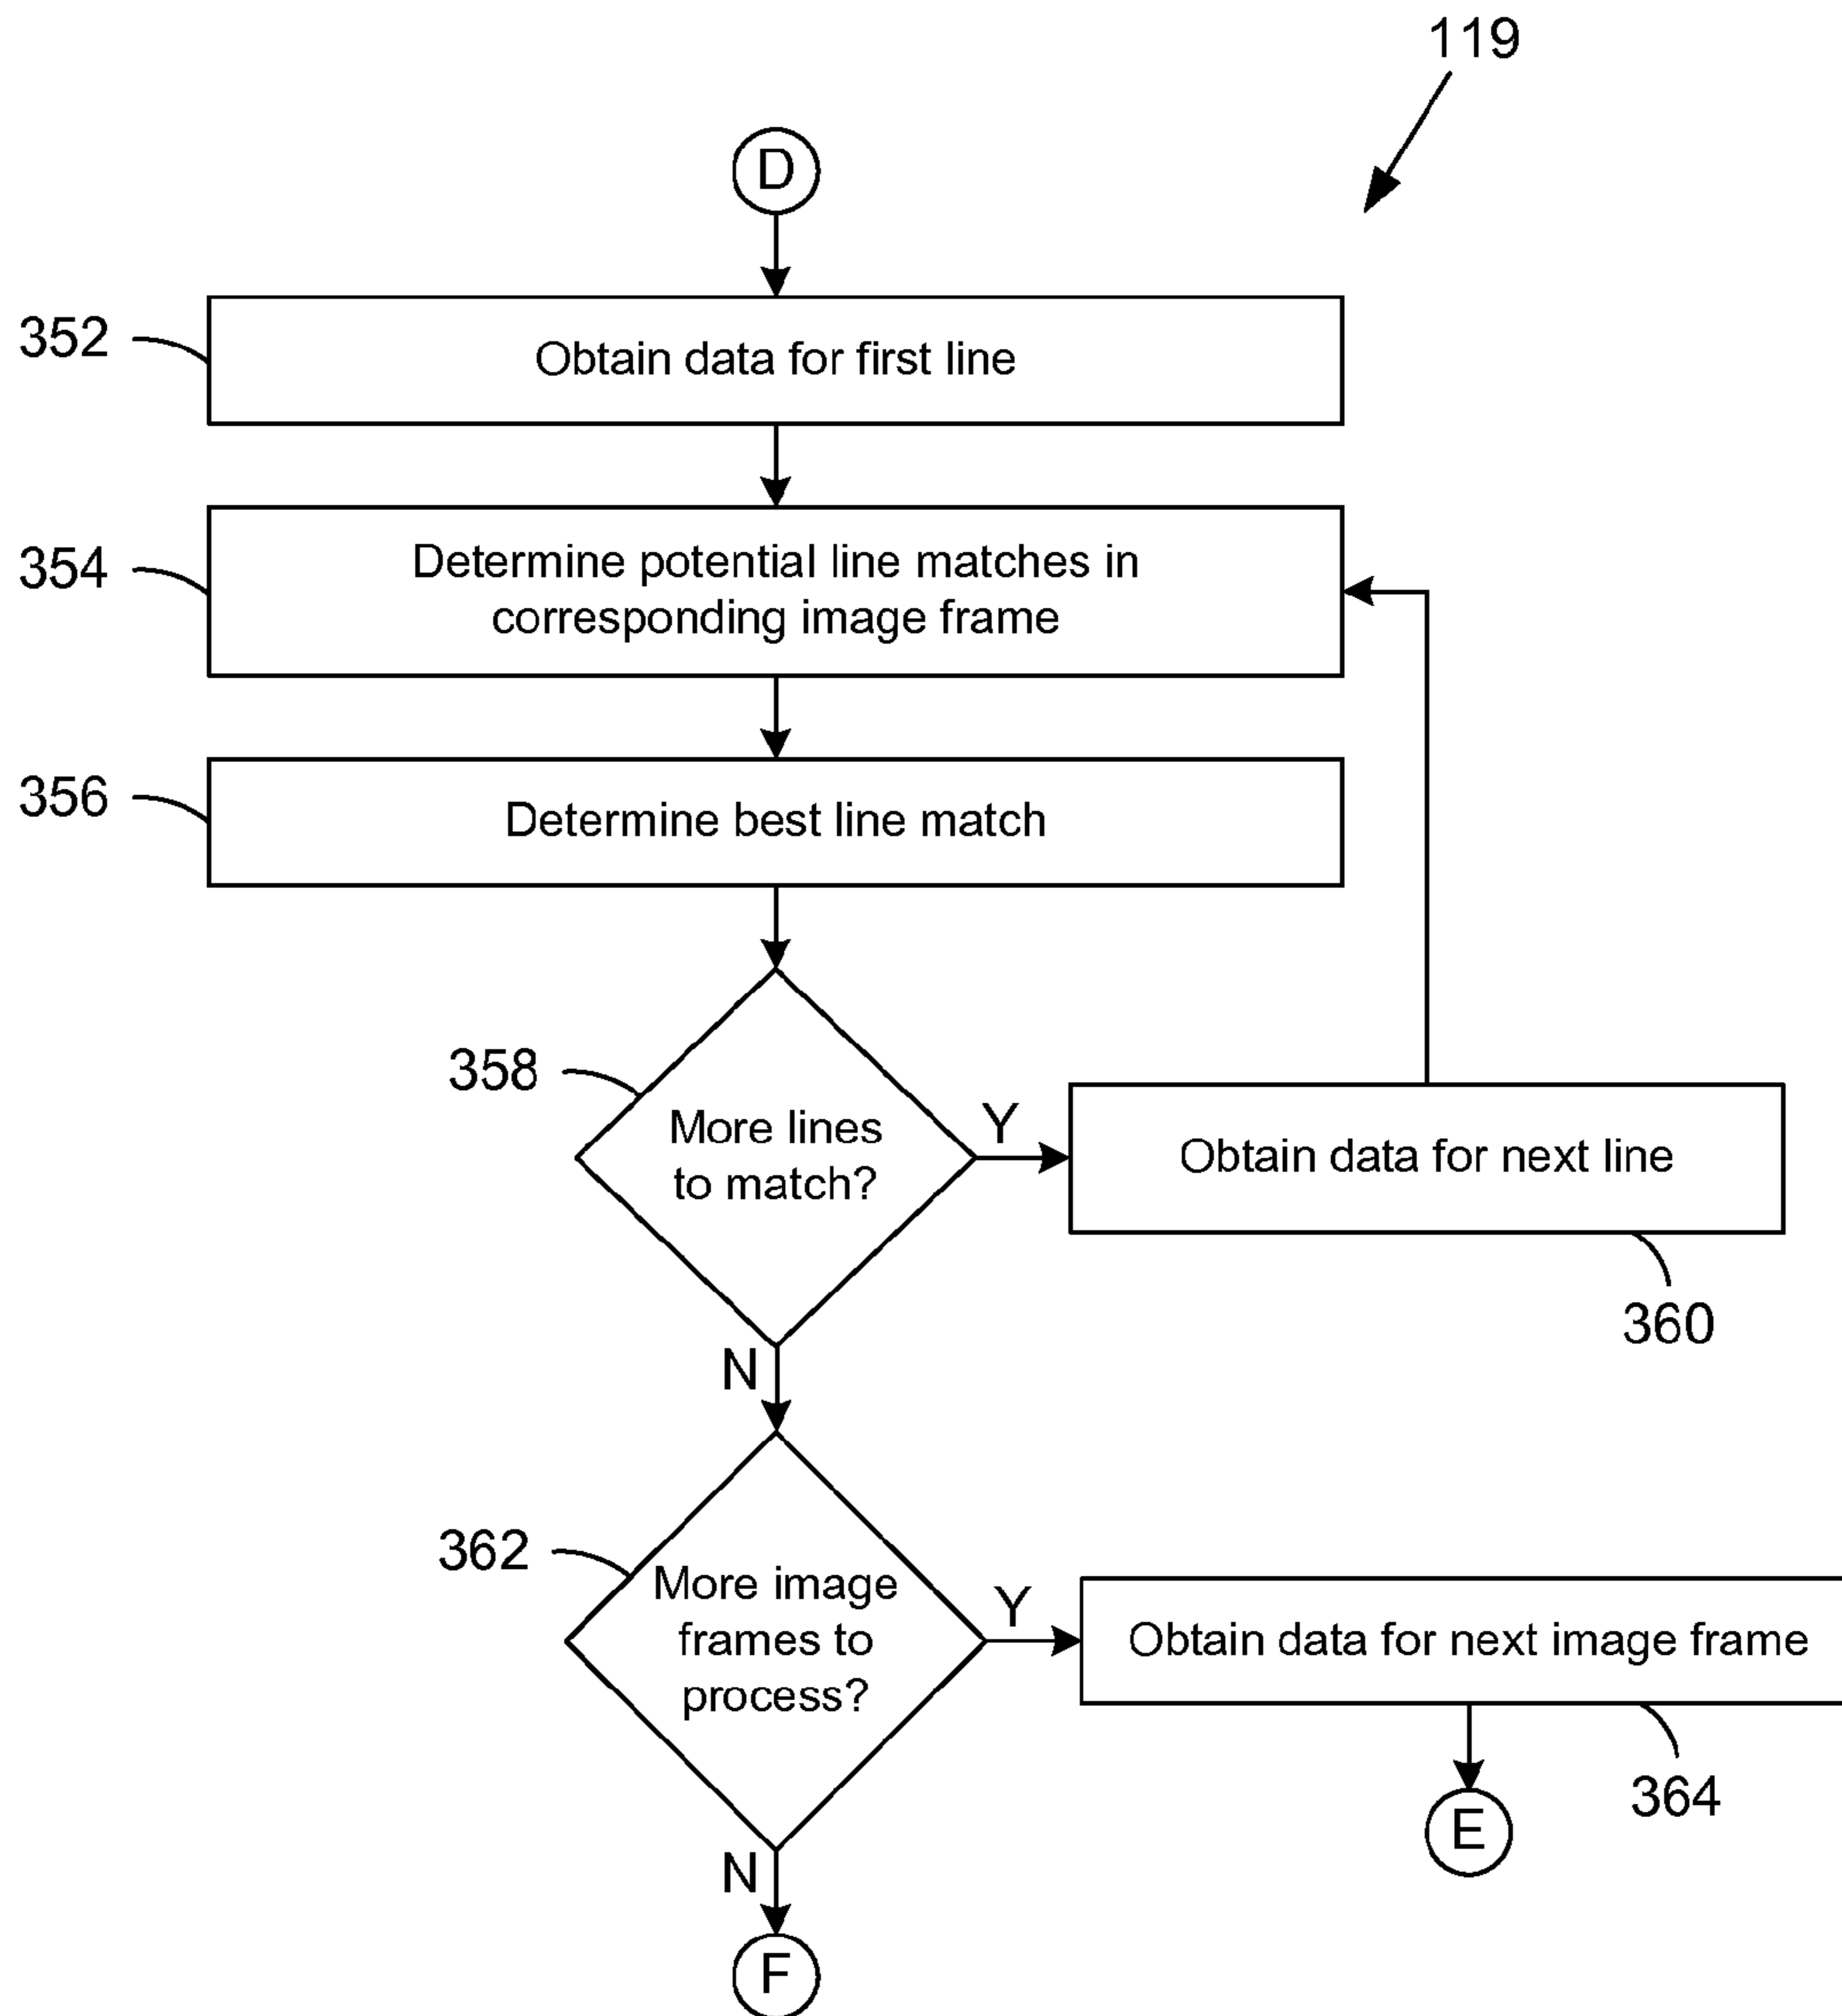 119
D
352
Obtain data for first line
354
Determine potential line matches in
corresponding image frame
356
Determine best line match
358
More lines
to match?
Y
Obtain data for next line
360
N
362
More image
frames to
process?
Y
Obtain data for next image frame
364
E
N
F